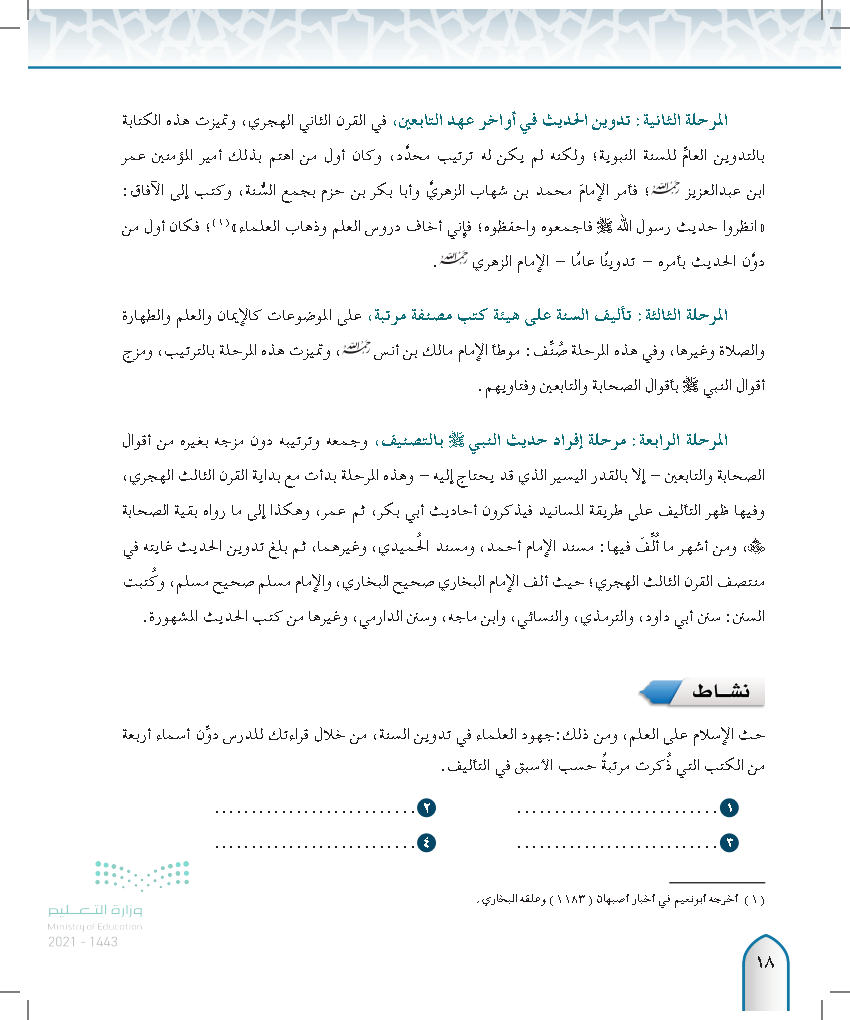 المرحلة الثانية: تدوين الحديث في أواخر عهد التابعين، في القرن الثاني الهجري، وتميزت هذه الكتابة
بالتدوين العامِّ للسنة النبوية؛ ولكنه لم يكن له ترتيب محدَّد، وكان أول من اهتم بذلك أمير المؤمنين عمر
ابن عبدالعزيز رحمه الله؛ فأمر الإمامَ محمد بن شهاب الزهريَّ وأبا بكر بن حزم بجمع السُّنة، وكتب إلى الآفاق:
«انظروا حديث رسول الله ﷺ فاجمعوه واحفظوه؛ فإني أخاف دروس العلم وذهاب العلماء»(١)؛ فكان أول من
دوَّن الحديث بأمره – تدوينًا عامًا – الإمام الزهري رحمه الله.
المرحلة الثالثة: تأليف السنة على هيئة كتب مصنفة مرتبة، على الموضوعات كالإيمان والعلم والطهارة
والصلاة وغيرها، وفي هذه المرحلة صُنِّف: موطأ الإمام مالك بن أنس رحمه الله، وتميزت هذه المرحلة بالترتيب، ومزج
أقوال النبي ﷺ بأقوال الصحابة والتابعين وفتاويهم.
المرحلة الرابعة: مرحلة إفراد حديث النبي ﷺ بالتصنيف، وجمعه وترتيبه دون مزجه بغيره من أقوال
الصحابة والتابعين – إلا بالقدر اليسير الذي قد يحتاج إليه – وهذه المرحلة بدأت مع بداية القرن الثالث الهجري،
وفيها ظهر التأليف على طريقة المسانيد فيذكرون أحاديث أبي بكر، ثم عمر، وهكذا إلى ما رواه بقية الصحابة
، ومن أشهر ما أُلِّفَ فيها: مسند الإمام أحمد، ومسند الحُميدي، وغيرهما، ثم بلغ تدوين الحديث غايته في
منتصف القرن الثالث الهجري؛ حيث ألف الإمام البخاري صحيح البخاري، والإمام مسلم صحيح مسلم، وكُتبت
السنن: سنن أبي داود، والترمذي، والنسائي، وابن ماجه، وسنن الدارمي، وغيرها من كتب الحديث المشهورة.
نشـــاط
حث الإسلام على العلم، ومن ذلك:جهود العلماء في تدوين السنة، من خلال قراءتك للدرس دوِّن أسماء أربعة
من الكتب التي ذُكرت مرتبةً حسب الأسبق في التأليف.
١ ........................... ٢ ...........................
٣ ........................... ٤ ...........................
(١) أخرجه أبونعيم في أخبار أصبهان (١١٨٣) وعلقه البخاري.
وزارة التعـــليم
Ministry of Education
2021 - 1443
١٨